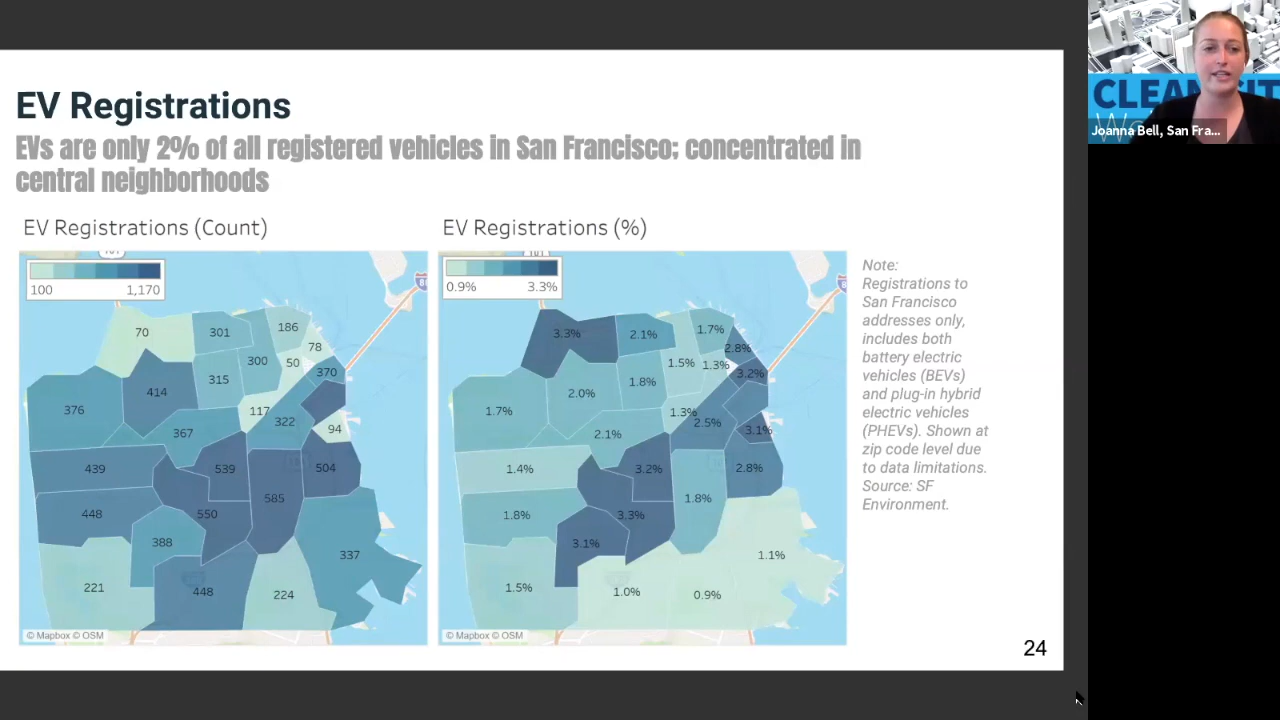 EV Registrations
EVs are only 2% of all registered vehicles in San Francisco; concentrated in
central neighborhoods
EV Registrations (Count)
100 1,170
70
301
186
78
300
50
370
315
414
376
117
322
94
367
439
539
504
585
448
550
388
337
221
448
224
© Mapbox © OSM
EV Registrations (%)
0.9% 3.3%
3.3%
2.1%
1.7%
2.8%
1.5%
1.3%
3.2%
1.8%
2.0%
1.7%
1.3%
2.5%
3.1%
2.1%
1.4%
3.2%
2.8%
1.8%
1.8%
3.3%
3.1%
1.1%
1.5%
1.0%
0.9%
© Mapbox © OSM
Note:
Registrations to
San Francisco
addresses only,
includes both
battery electric
vehicles (BEVs)
and plug-in hybrid
electric vehicles
(PHEVs). Shown at
zip code level due
to data limitations.
Source: SF
Environment.
24
Joanna Bell, San Fra...